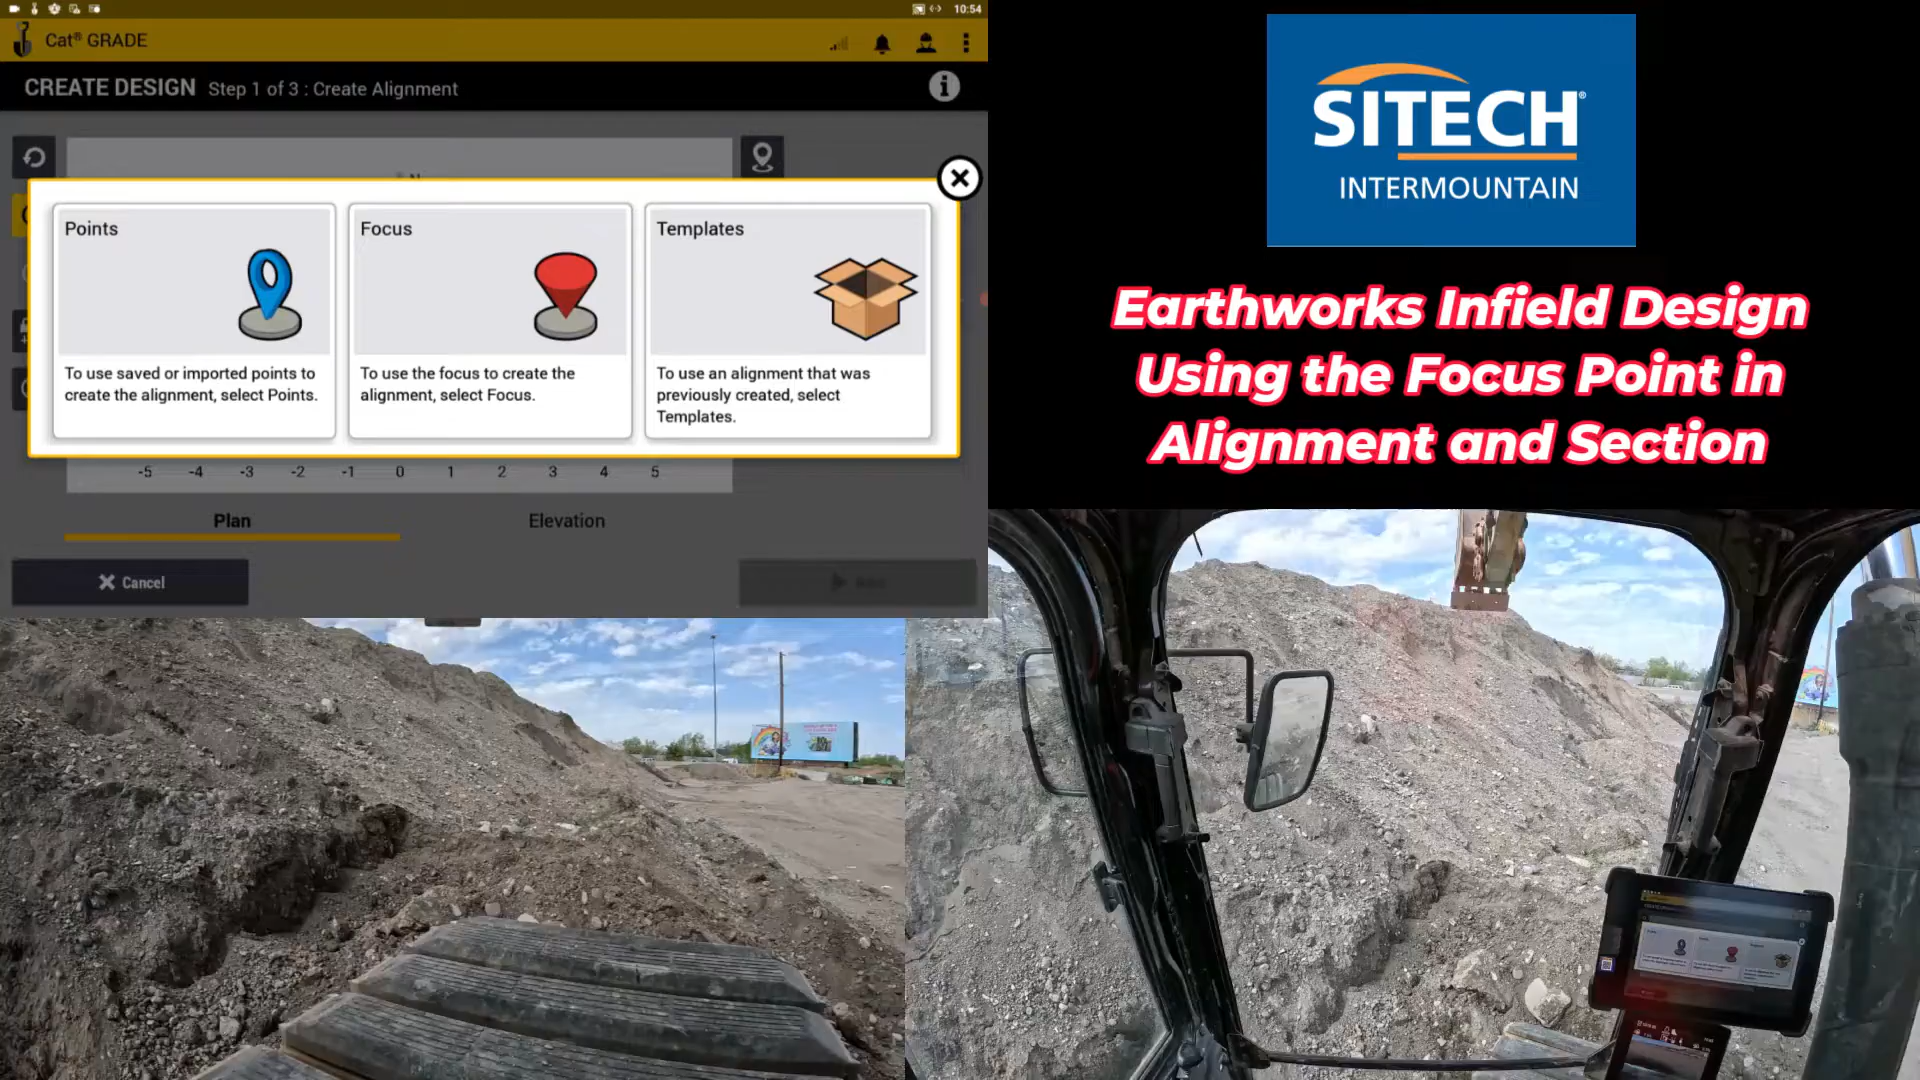 10:54
Cat® GRADE
CREATE DESIGN Step 1 of 3 : Create Alignment
Points
To use saved or imported points to
create the alignment, select Points.
Focus
To use the focus to create the
alignment, select Focus.
Templates
To use an alignment that was
previously created, select
Templates.
-5 -4 -3 -2 -1 0 1 2 3 4 5
Plan Elevation
Cancel
SITECH®
INTERMOUNTAIN
Earthworks Infield Design
Using the Focus Point in
Alignment and Section